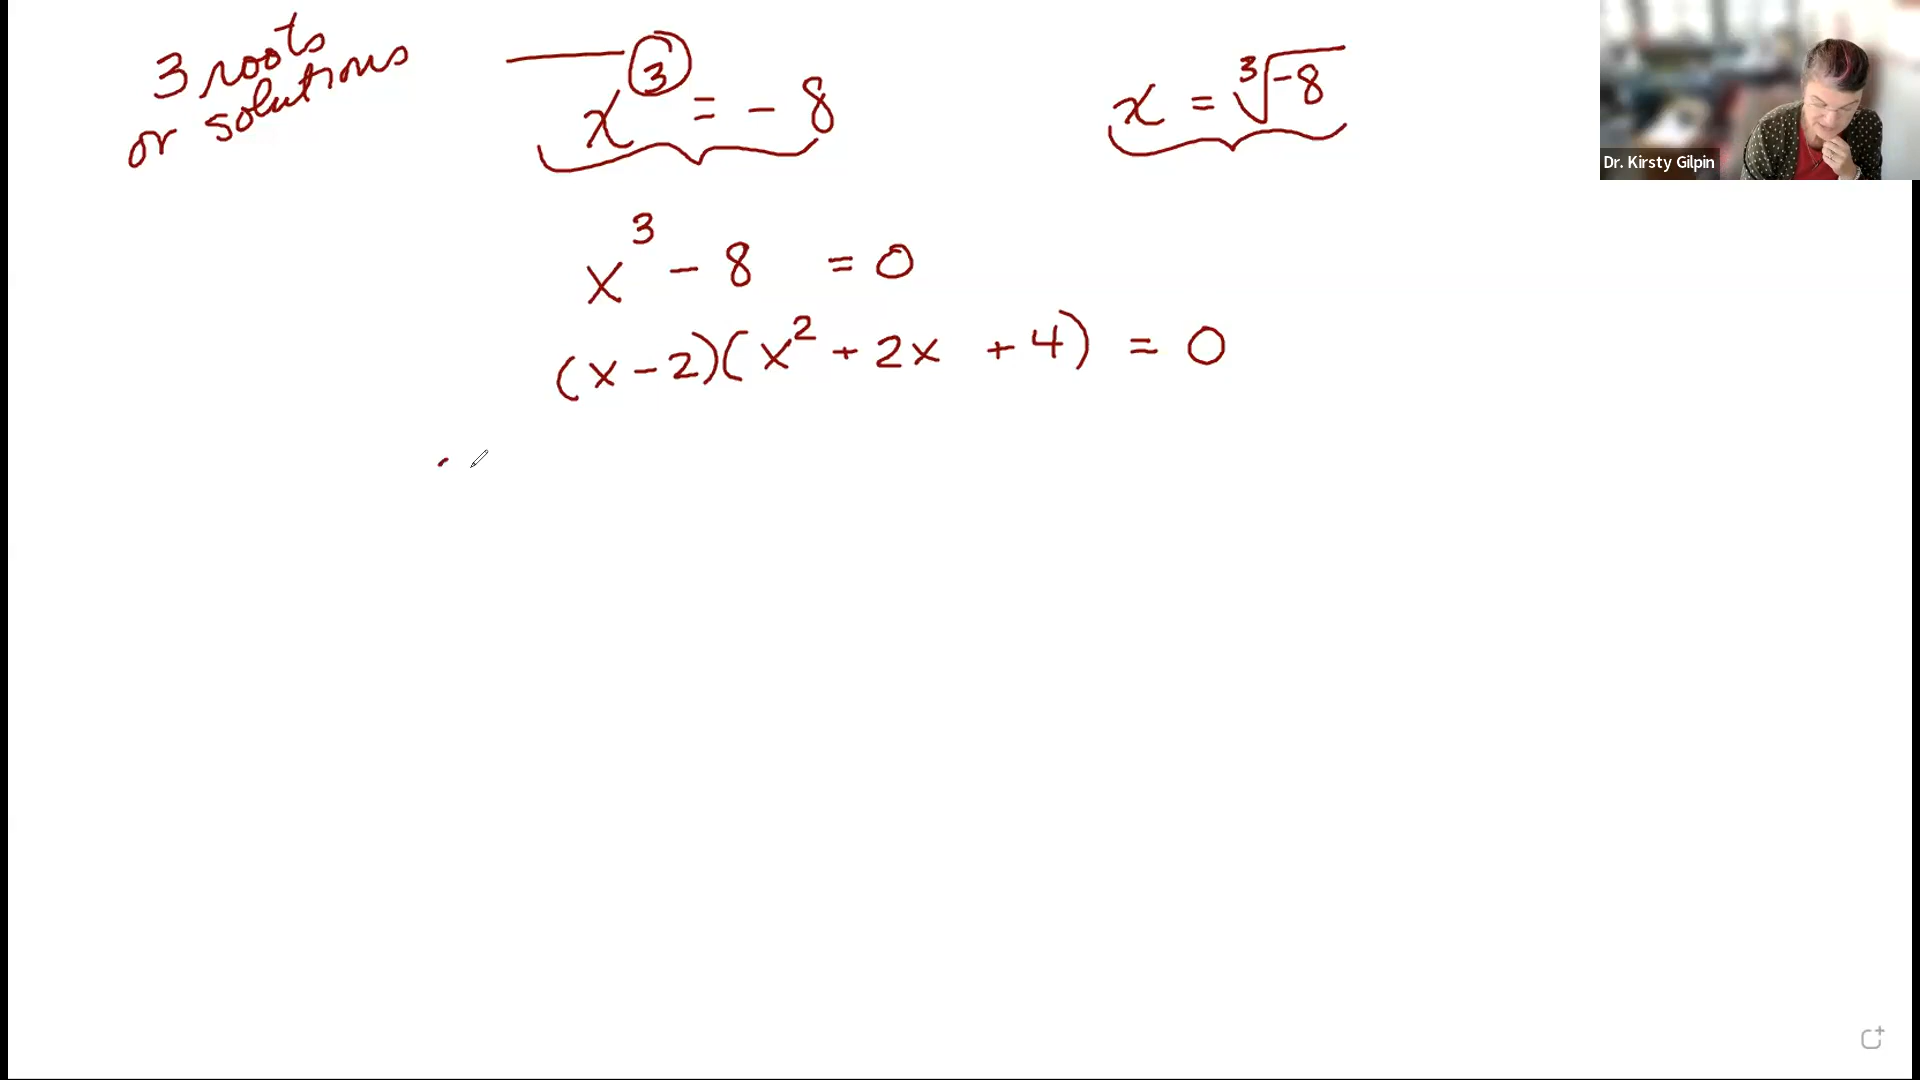 3 roots
or solutions
x³ = - 8
x = ∛-8
x³ - 8 = 0
(x - 2)(x² + 2x + 4) = 0
Dr. Kirsty Gilpin